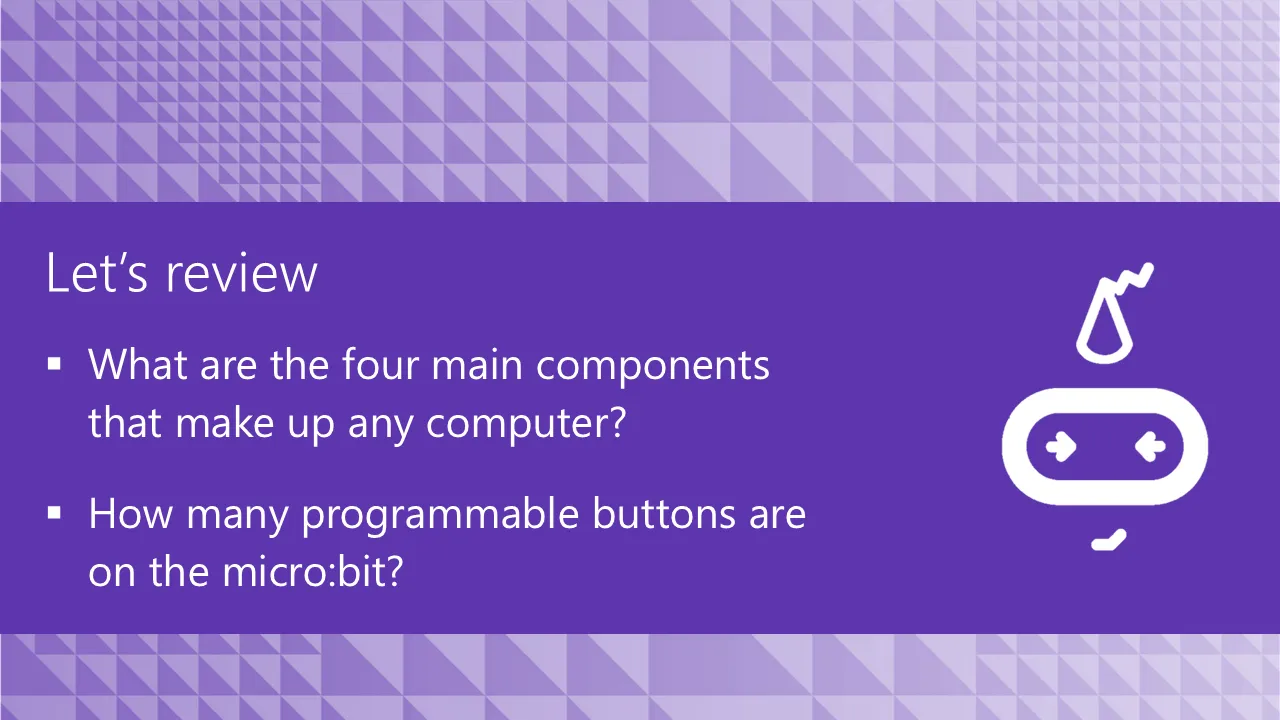 Let’s review
▪ What are the four main components
that make up any computer?
▪ How many programmable buttons are
on the micro:bit?